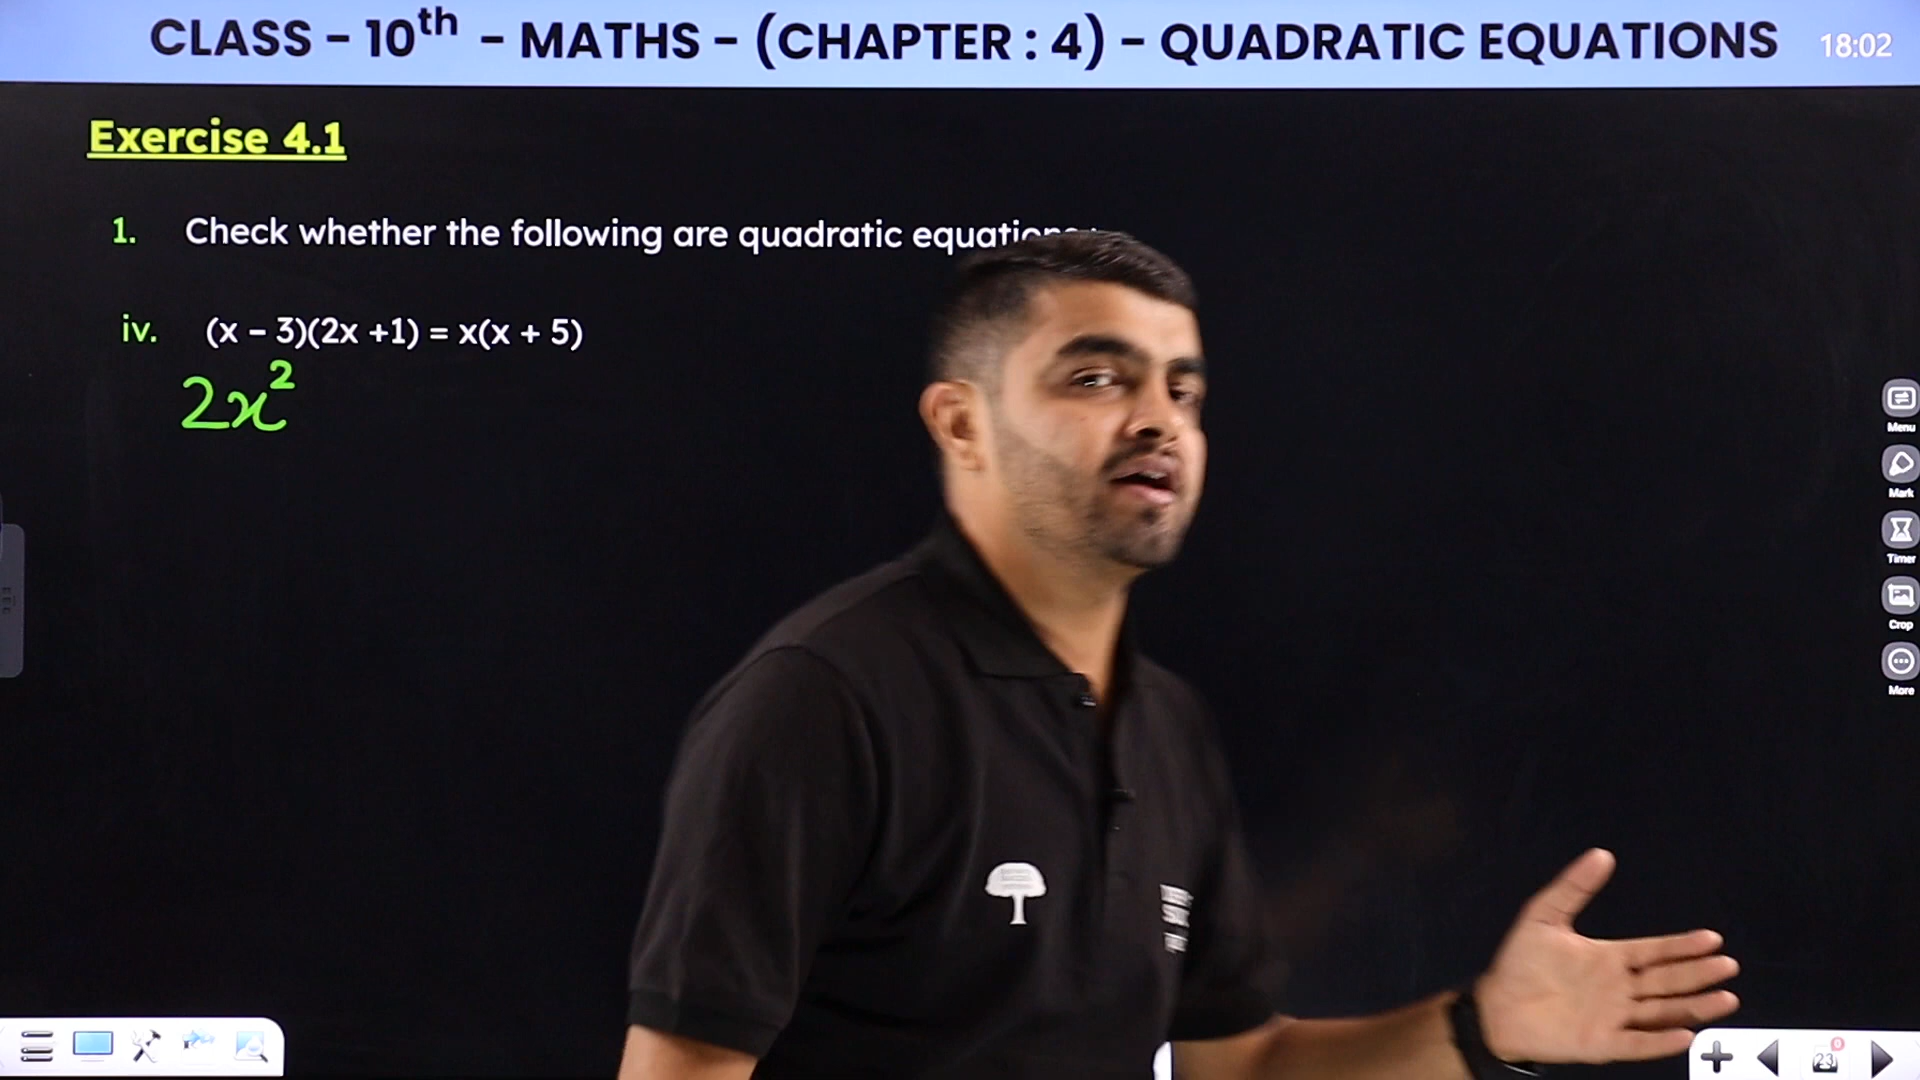 CLASS - 10th - MATHS - (CHAPTER : 4) - QUADRATIC EQUATIONS 18:02
Exercise 4.1
1. Check whether the following are quadratic
iv. (x – 3)(2x +1) = x(x + 5)
2x²
Menu
Mark
Timer
Crop
More
23